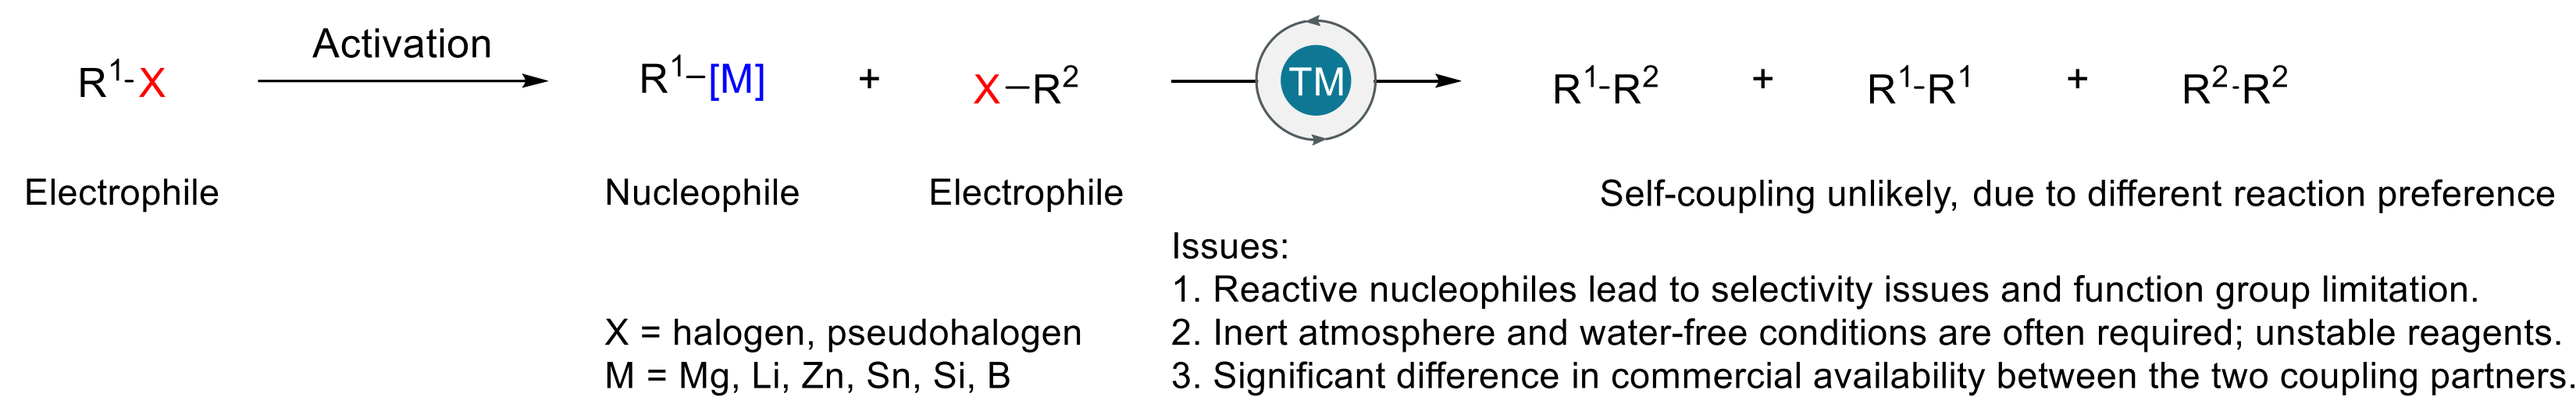 Activation
R¹-X
R¹–[M] + X–R² TM R¹-R² + R¹-R¹ + R²-R²
Electrophile
Nucleophile
Electrophile
Self-coupling unlikely, due to different reaction preference
Issues:
1. Reactive nucleophiles lead to selectivity issues and function group limitation.
X = halogen, pseudohalogen
2. Inert atmosphere and water-free conditions are often required; unstable reagents.
M = Mg, Li, Zn, Sn, Si, B
3. Significant difference in commercial availability between the two coupling partners.